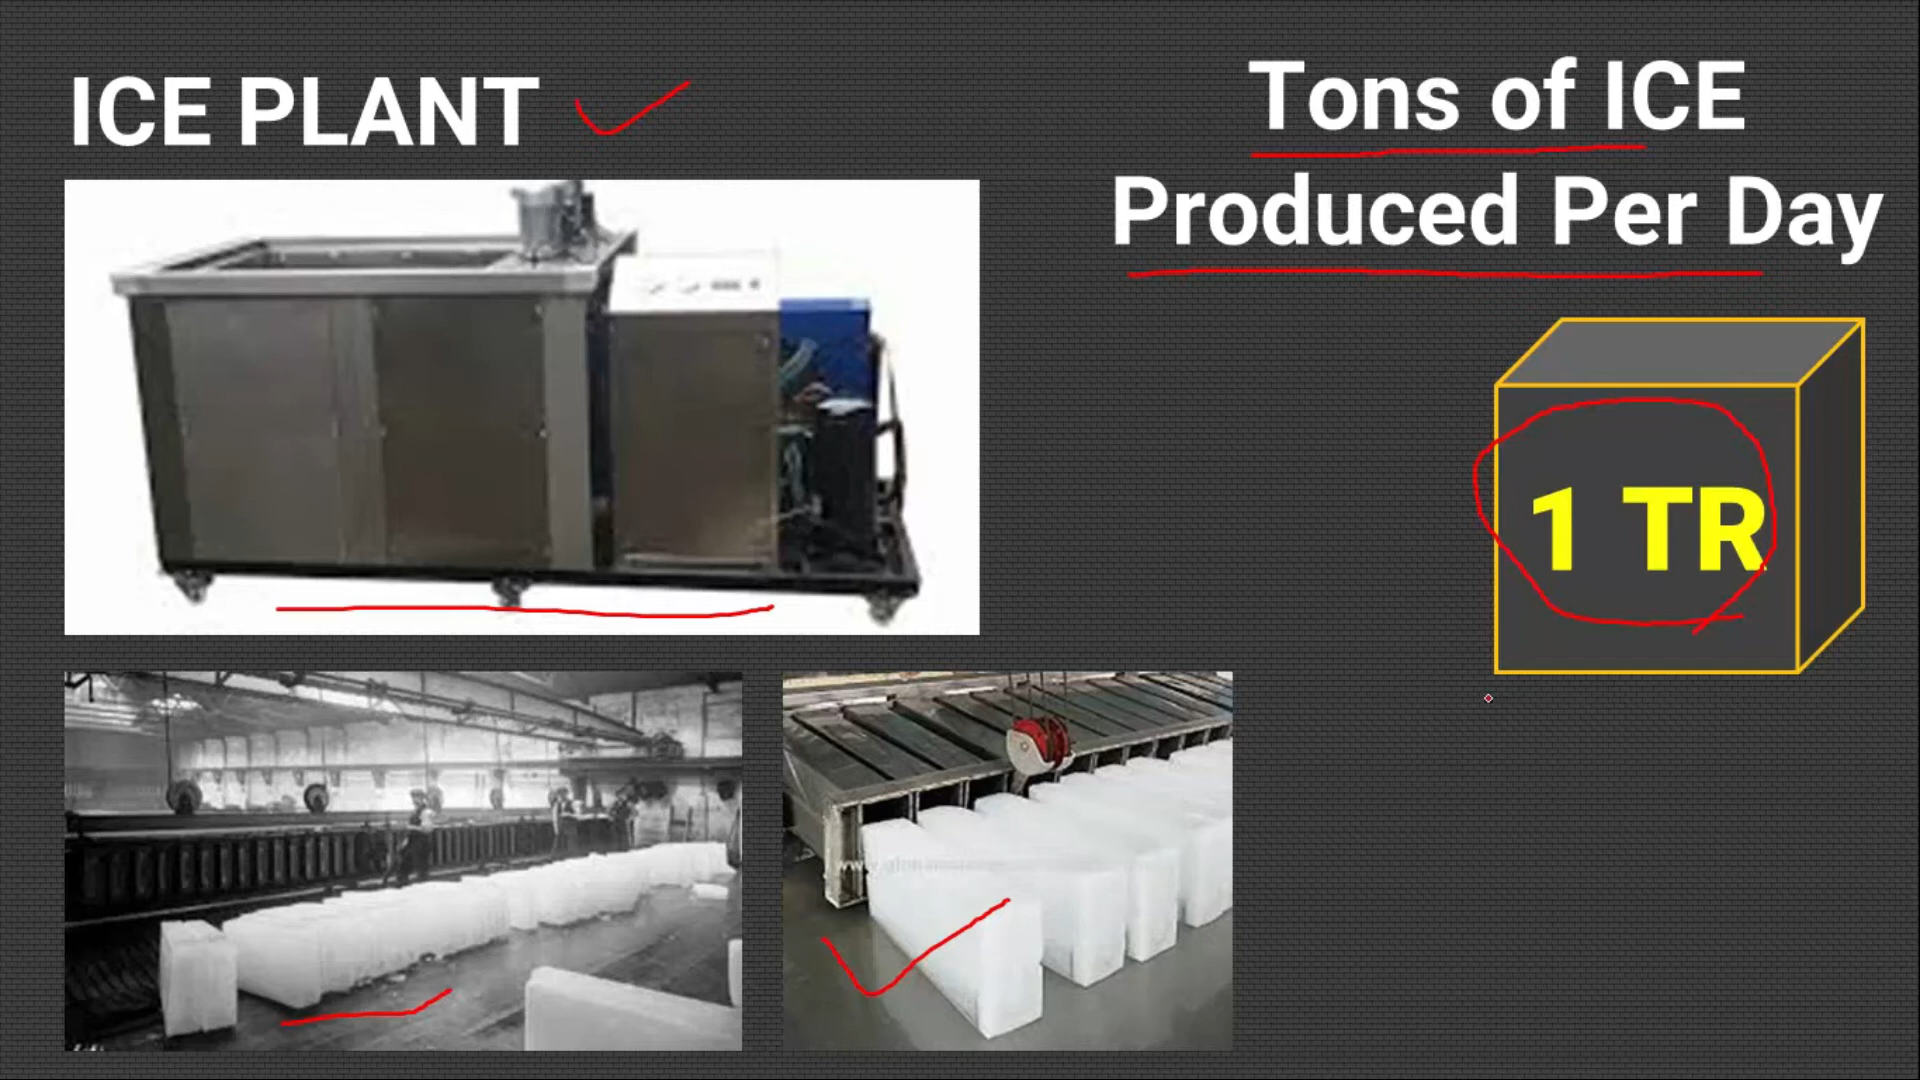 ICE PLANT
Tons of ICE
Produced Per Day
1 TR